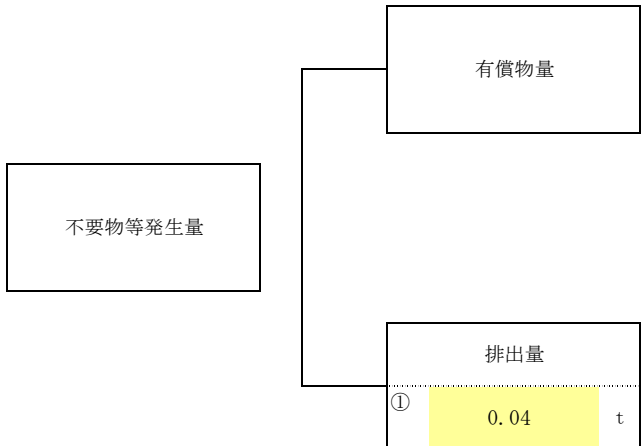 有償物量
不要物等発生量
排出量
①
0.04 t